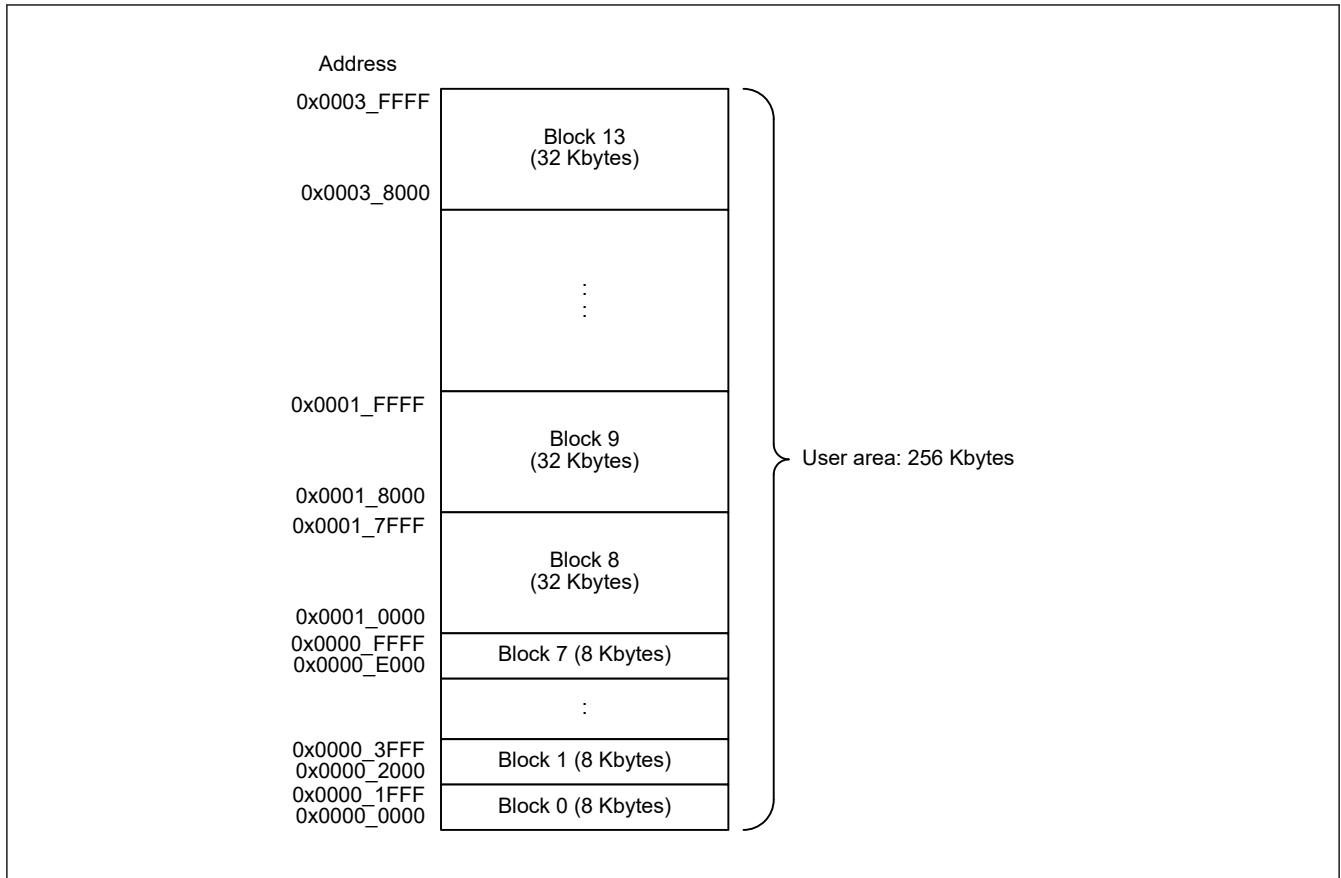 Address
0x0003_FFFF
Block 13
(32 Kbytes)
0x0003_8000
:
:
0x0001_FFFF
Block 9
(32 Kbytes)
User area: 256 Kbytes
0x0001_8000
0x0001_7FFF
Block 8
(32 Kbytes)
0x0001_0000
0x0000_FFFF
Block 7 (8 Kbytes)
0x0000_E000
:
0x0000_3FFF
Block 1 (8 Kbytes)
0x0000_2000
0x0000_1FFF
Block 0 (8 Kbytes)
0x0000_0000